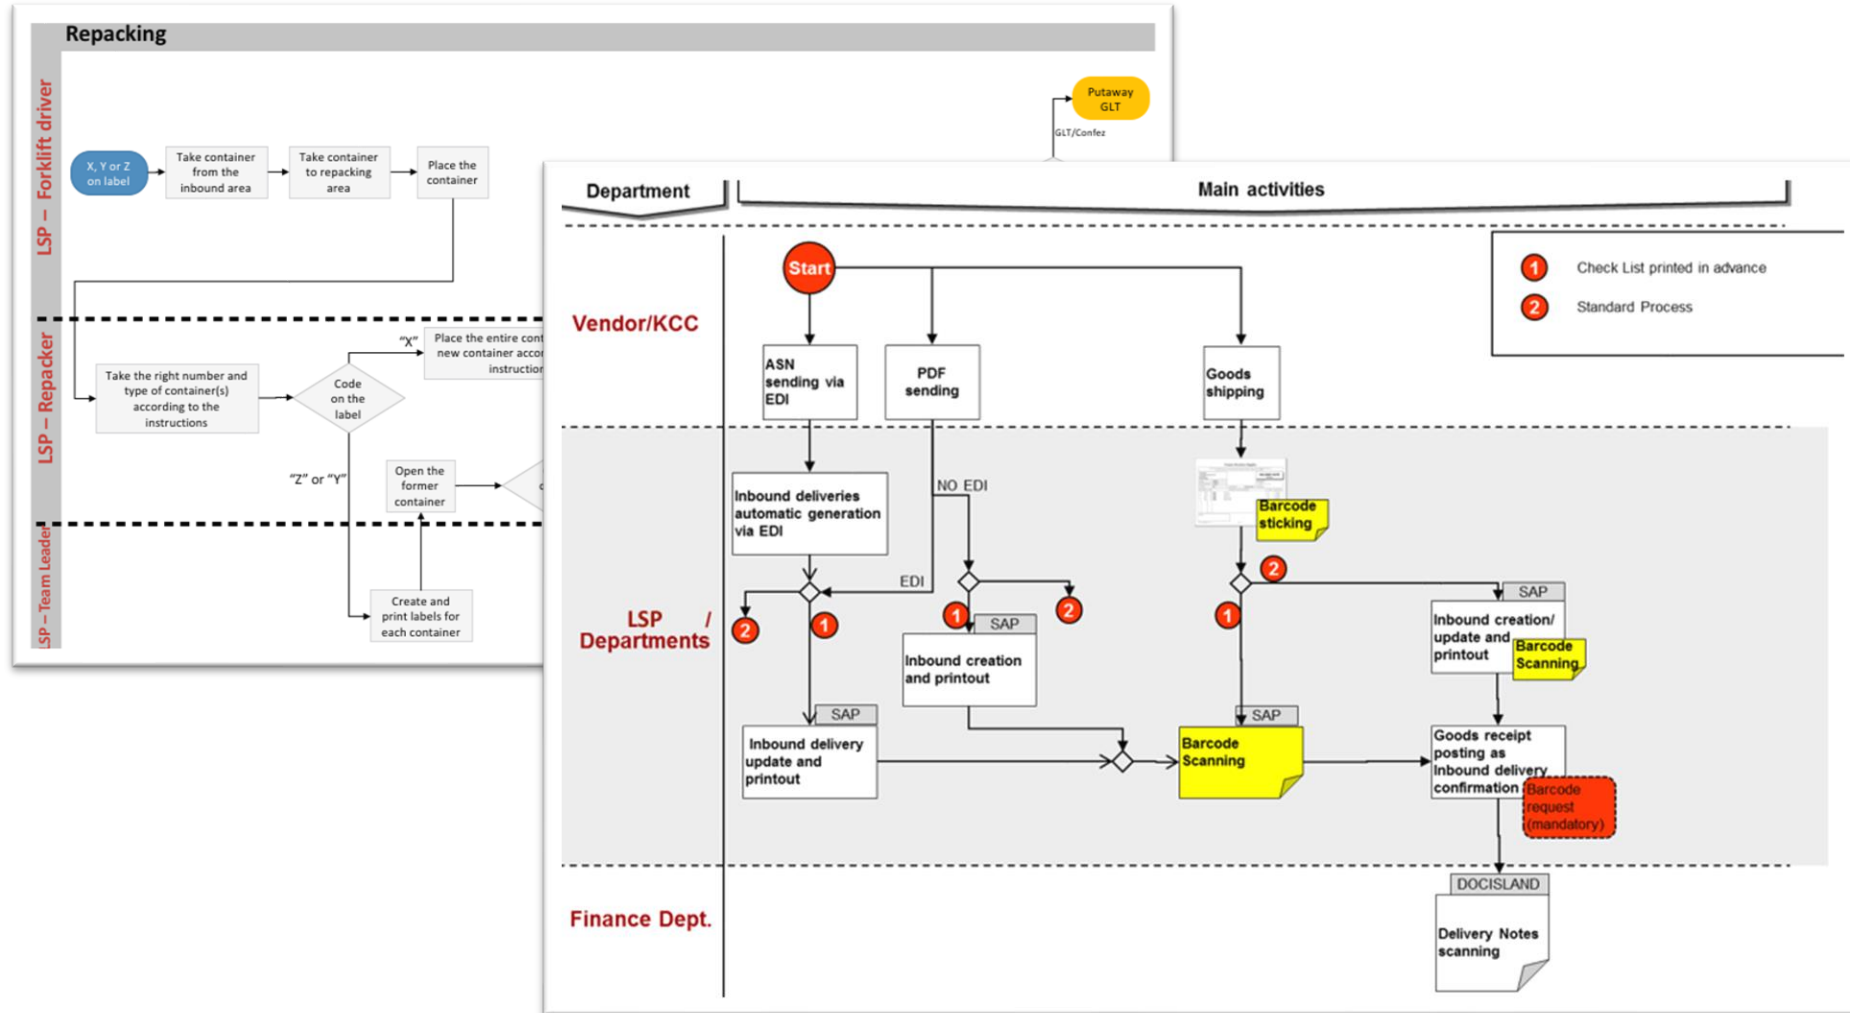 Repacking
LSP – Forklift driver
X, Y or Z
on label
Take container
from the
inbound area
Take container
to repacking
area
Place the
container
GLT/Confez
Putaway
GLT
LSP – Repacker
Take the right number and
type of container(s)
according to the
instructions
Code
on the
label
“X”
Place the entire
new container
“Z” or “Y”
Open the
former
container
LSP – Team Leader
Create and
print labels for
each container
Department
Main activities
1 Check List printed in advance
2 Standard Process
Vendor/KCC
Start
ASN
sending via
EDI
PDF
sending
Goods
shipping
LSP /
Departments
Inbound deliveries
automatic generation
via EDI
NO EDI
EDI
Barcode
sticking
2
1
1
2
2
1
SAP
Inbound creation
and printout
SAP
Inbound creation/
update and
printout
Barcode
Scanning
SAP
Inbound delivery
update and
printout
SAP
Barcode
Scanning
Goods receipt
posting as
Inbound delivery
confirmation
Barcode
request
(mandatory)
Finance Dept.
DOCISLAND
Delivery Notes
scanning